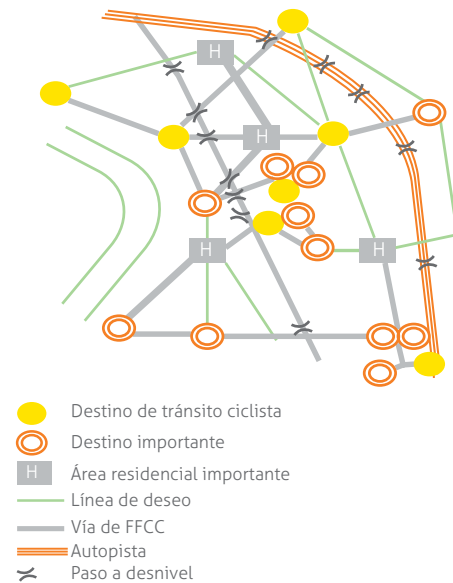 H
H
H
H
Destino de tránsito ciclista
Destino importante
H
Área residencial importante
Línea de deseo
Vía de FFCC
Autopista
Paso a desnivel